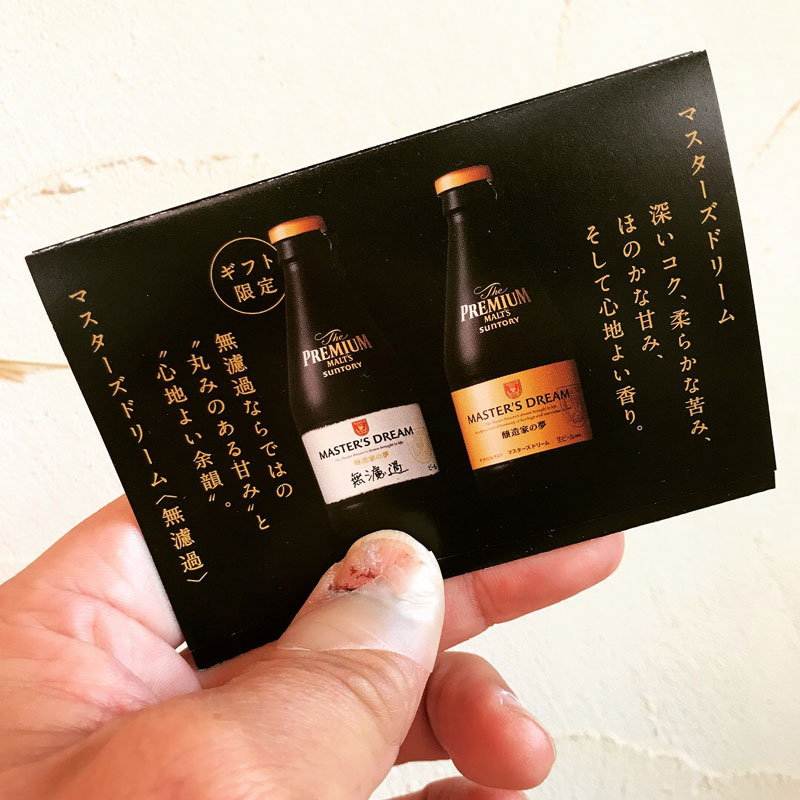 マスターズドリーム
深いコク、柔らかな苦み、
ほのかな甘み、
そして心地よい香り。
The
PREMIUM
MALT'S
SUNTORY
MASTER'S DREAM
醸造家の夢
マスターズドリーム 生ビール
ギフト
限定
The
PREMIUM
MALT'S
SUNTORY
MASTER'S DREAM
醸造家の夢
無濾過
無濾過ならではの
〝丸みのある甘み〟と
〝心地よい余韻〟。
マスターズドリーム〈無濾過〉